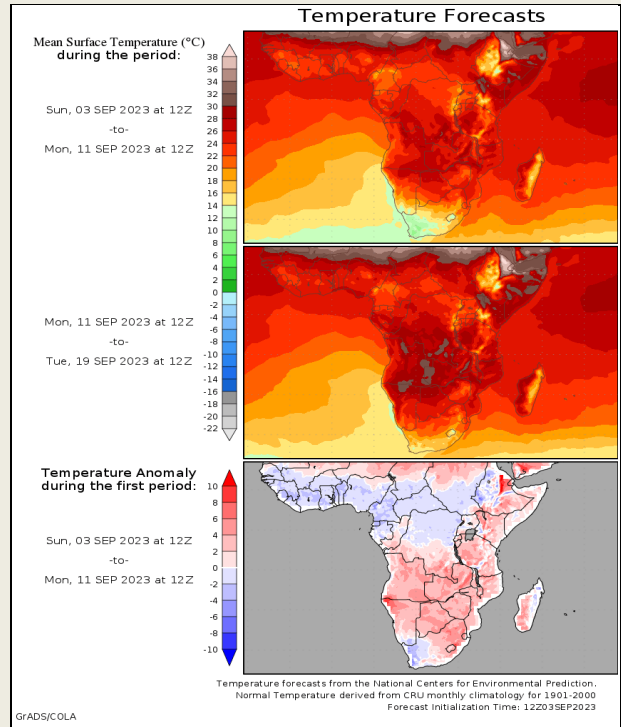 Temperature Forecasts
Mean Surface Temperature (°C)
during the period:
38
36
34
32
30
28
26
24
22
20
18
16
14
12
10
8
6
4
2
0
-2
-4
-6
-8
-10
-12
-14
-16
-18
-20
-22
Sun, 03 SEP 2023 at 12Z
-to-
Mon, 11 SEP 2023 at 12Z
Mon, 11 SEP 2023 at 12Z
-to-
Tue, 19 SEP 2023 at 12Z
Temperature Anomaly
during the first period:
10
8
6
4
2
0
-2
-4
-6
-8
-10
Sun, 03 SEP 2023 at 12Z
-to-
Mon, 11 SEP 2023 at 12Z
Temperature forecasts from the National Centers for Environmental Prediction.
Normal Temperature derived from CRU monthly climatology for 1901-2000
Forecast Initialization Time: 12Z03SEP2023
GrADS/COLA